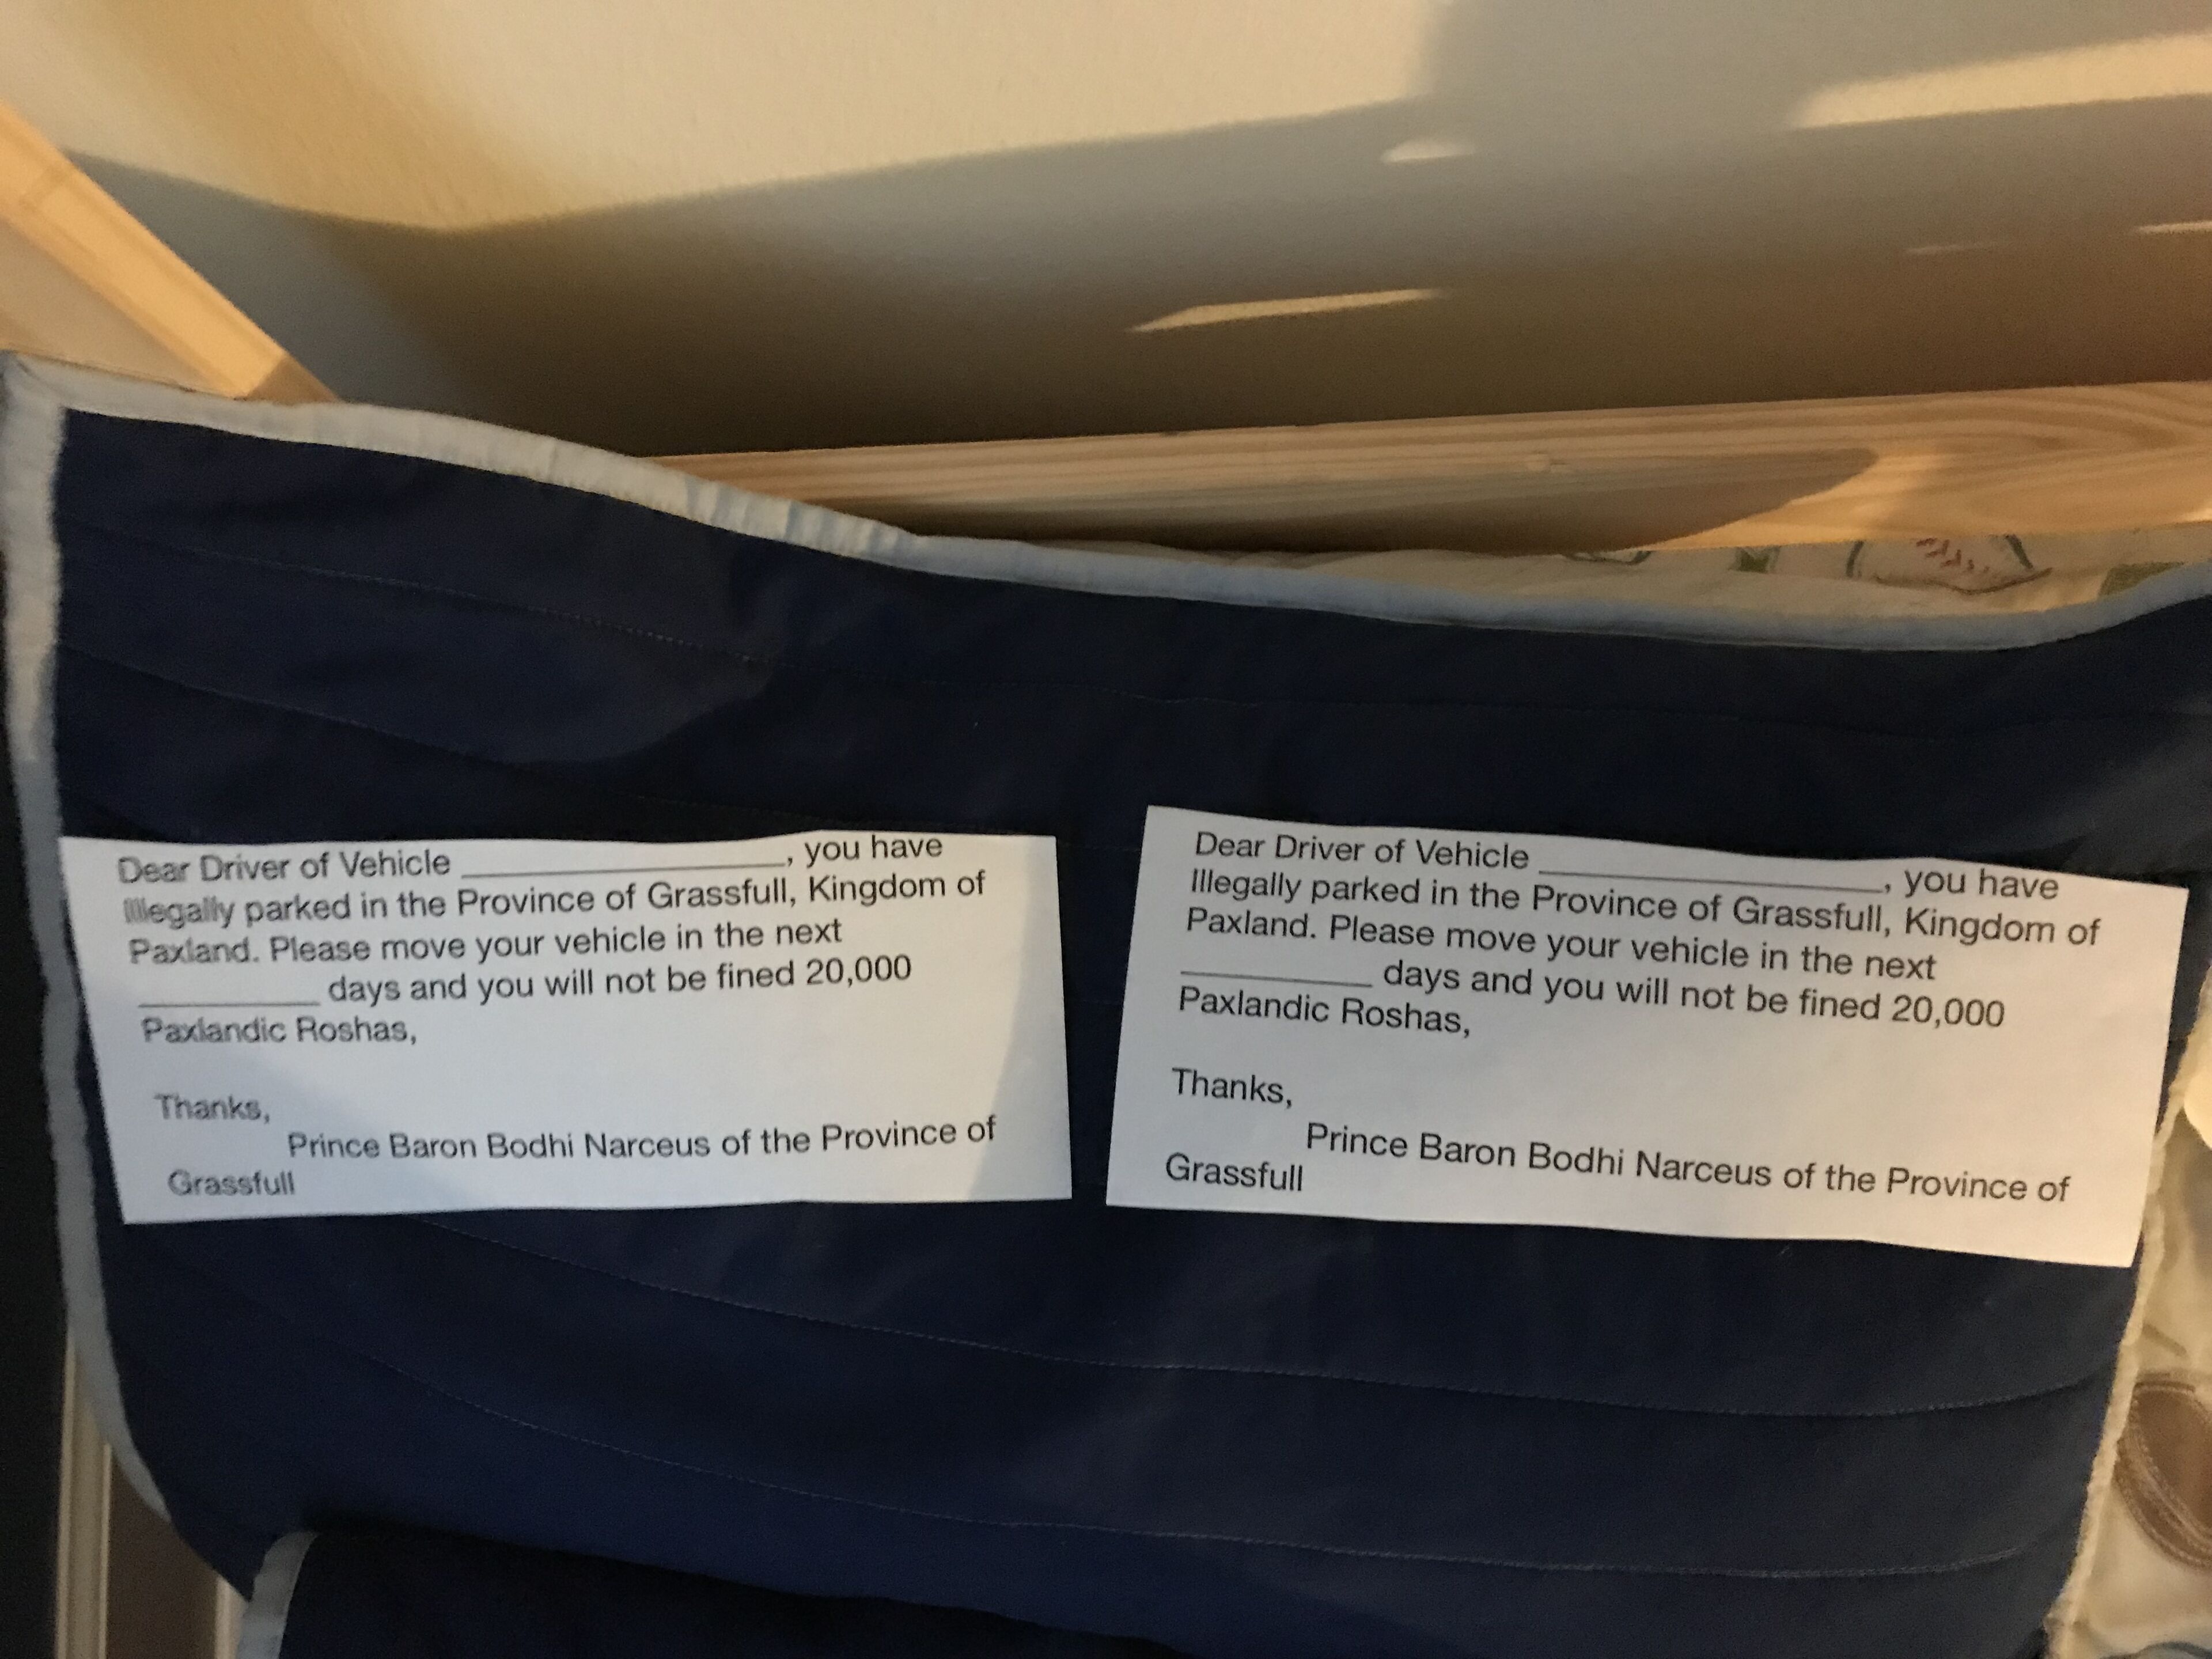 Dear Driver of Vehicle ________________, you have
Illegally parked in the Province of Grassfull, Kingdom of
Paxland. Please move your vehicle in the next
_________ days and you will not be fined 20,000
Paxlandic Roshas,
Thanks,
Prince Baron Bodhi Narceus of the Province of
Grassfull
Dear Driver of Vehicle ________________, you have
Illegally parked in the Province of Grassfull, Kingdom of
Paxland. Please move your vehicle in the next
_________ days and you will not be fined 20,000
Paxlandic Roshas,
Thanks,
Prince Baron Bodhi Narceus of the Province of
Grassfull